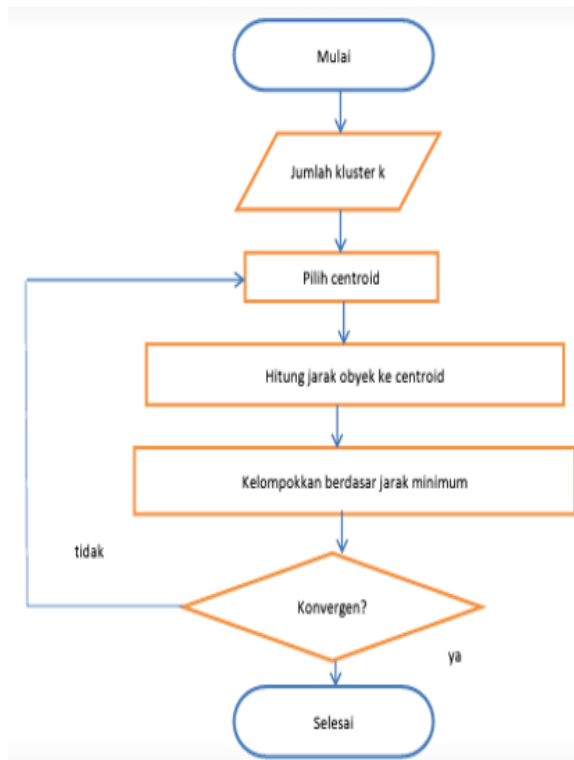 Mulai
Jumlah kluster k
Pilih centroid
Hitung jarak obyek ke centroid
Kelompokkan berdasar jarak minimum
tidak
Konvergen?
ya
Selesai